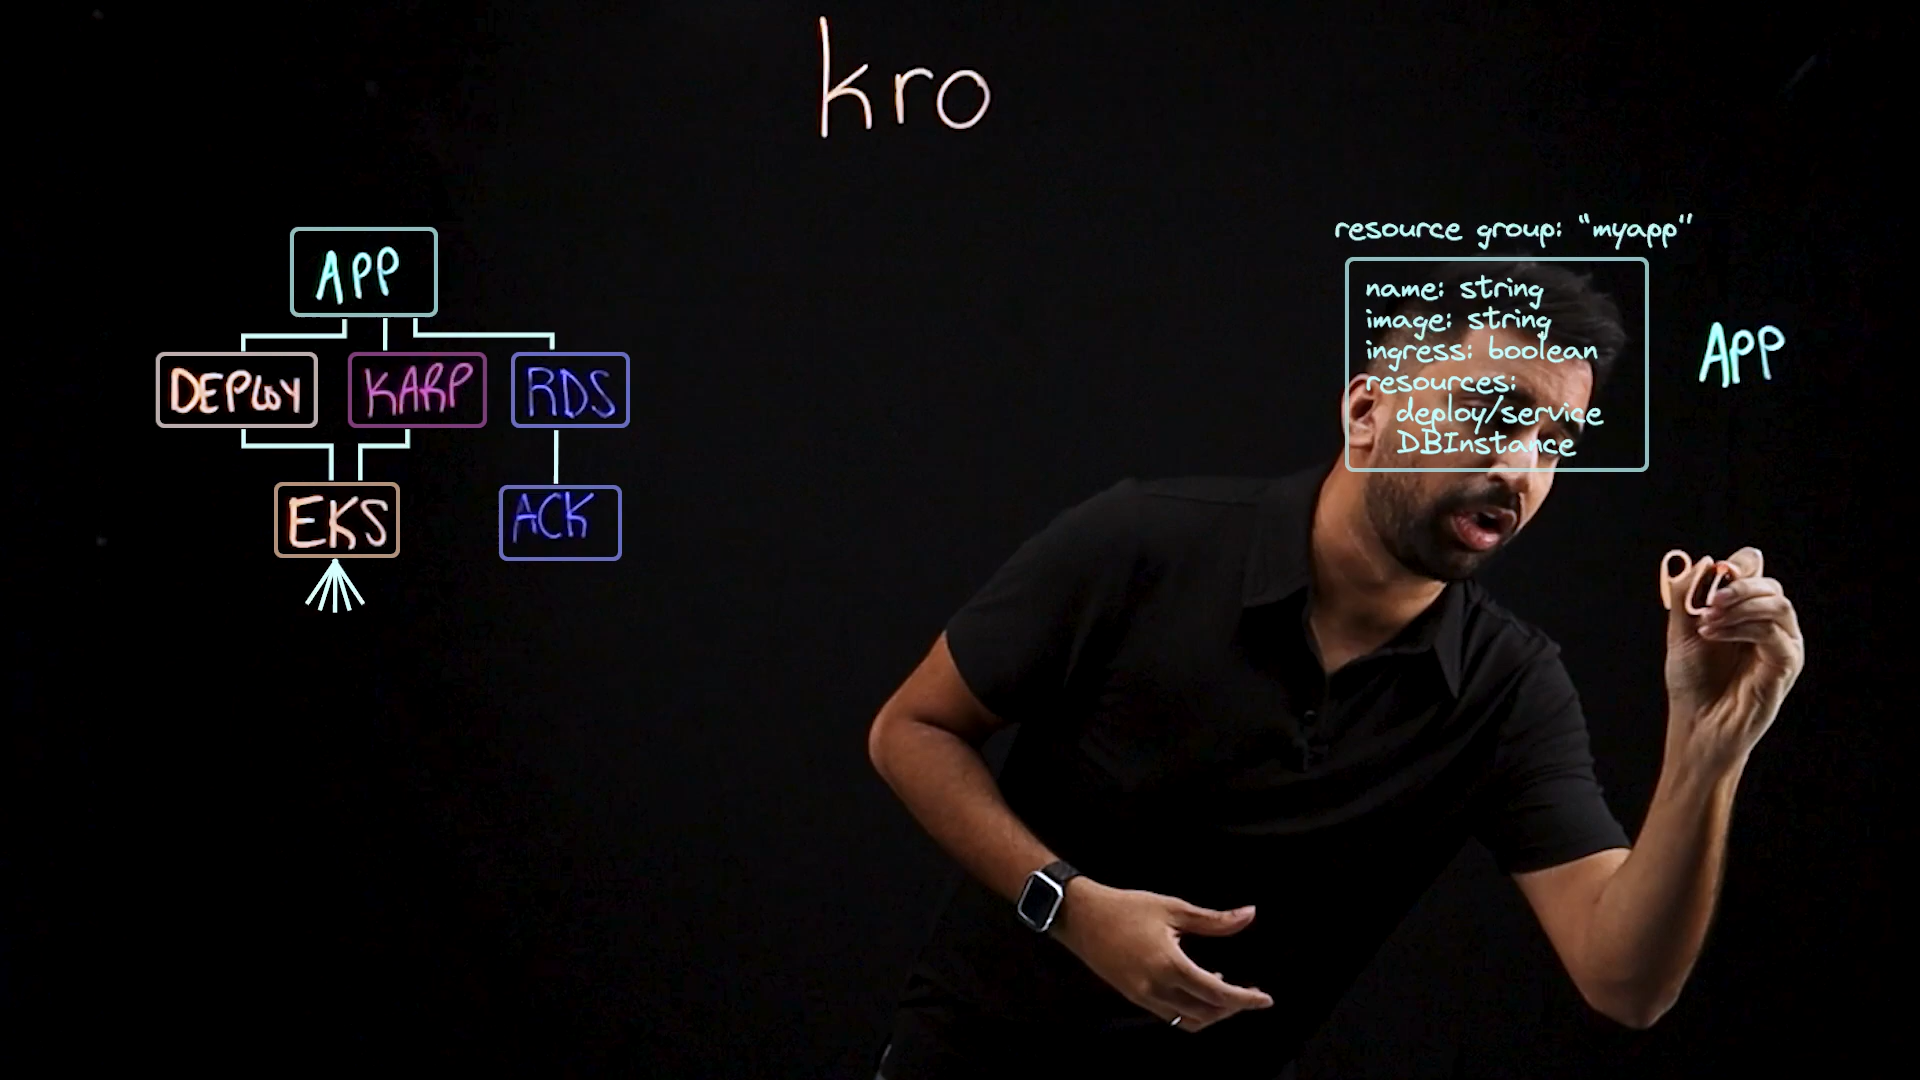 kro
APP
DEPLOY
KARP
RDS
EKS
ACK
resource group: "myapp"
name: string
image: string
ingress: boolean
resources:
deploy/service
DBInstance
APP